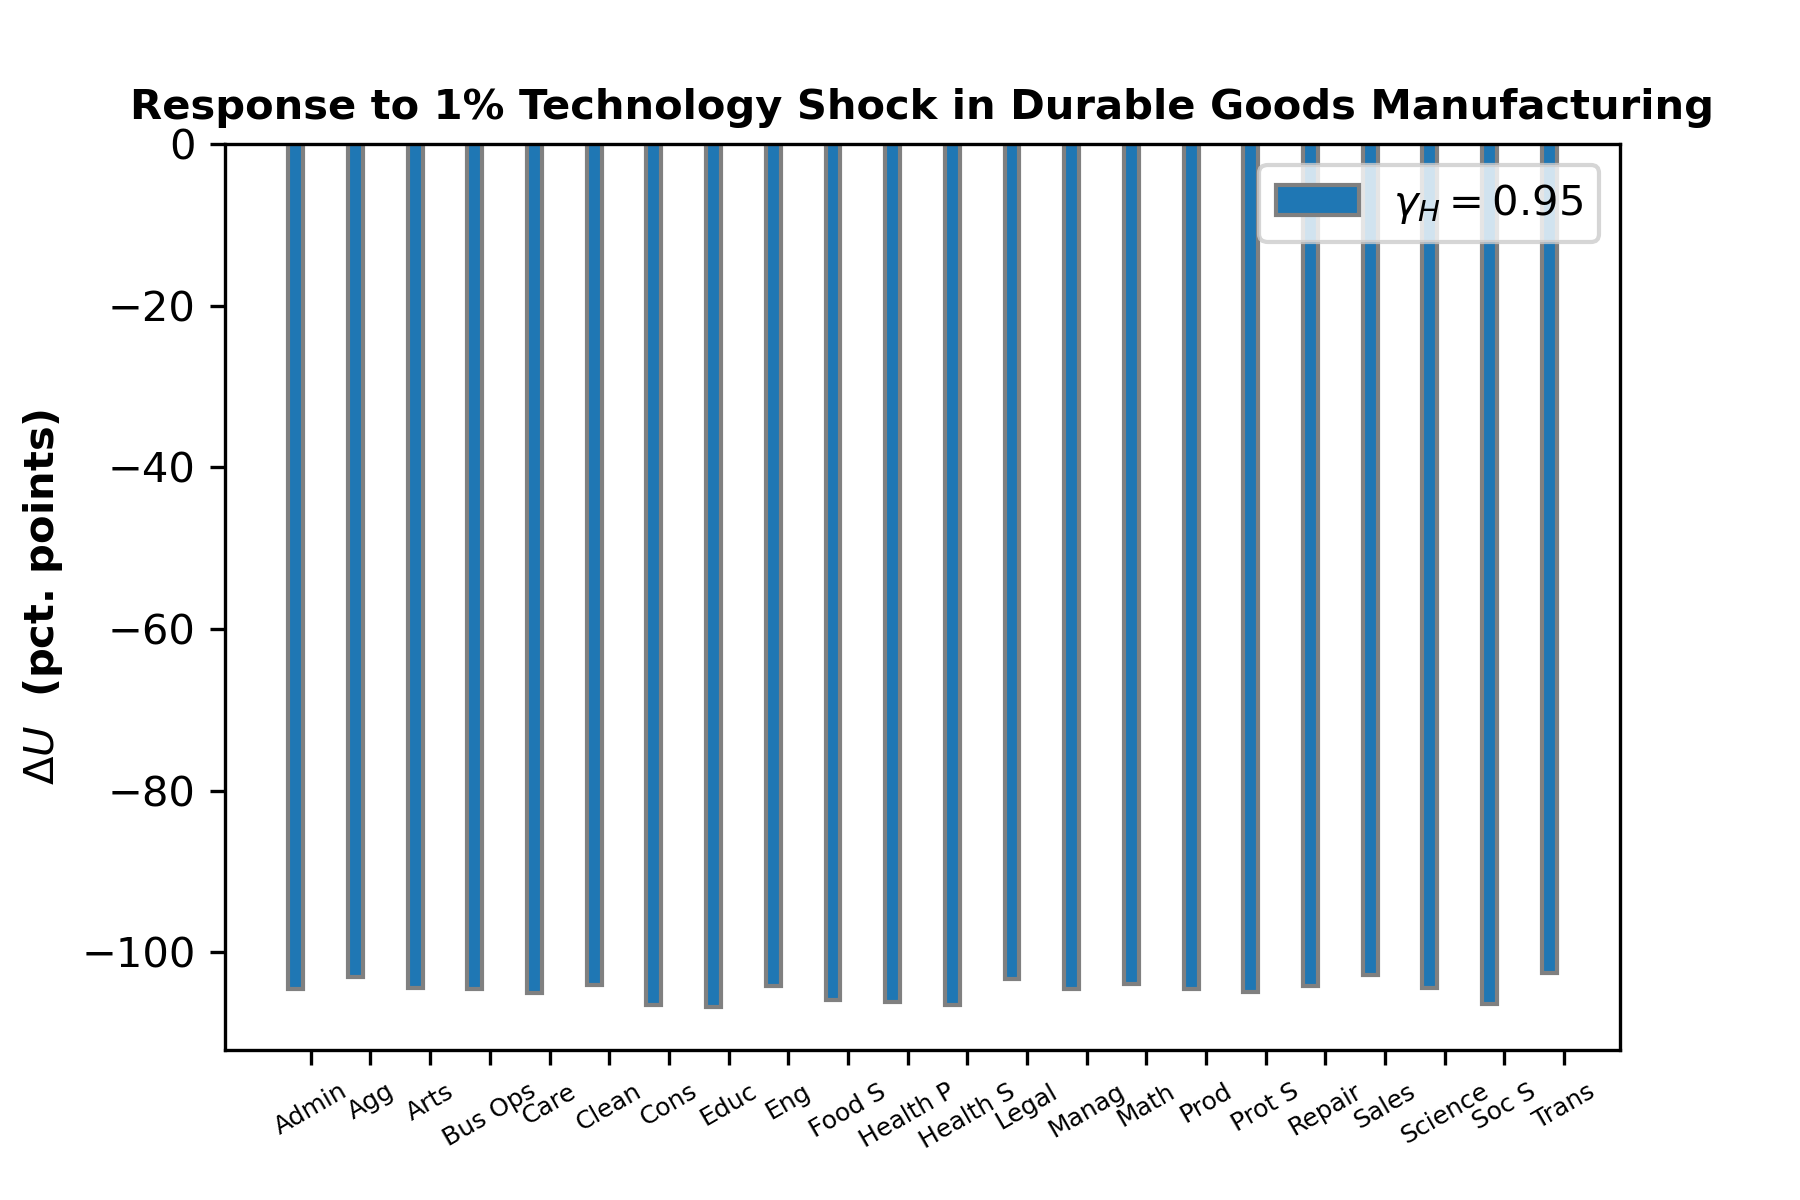 Response to 1% Technology Shock in Durable Goods Manufacturing
0
−20
−40
−60
−80
−100
ΔU (pct. points)
γ_H = 0.95
Admin
Agg
Arts
Bus Ops
Care
Clean
Cons
Educ
Eng
Food S
Health P
Health S
Legal
Manag
Math
Prod
Prot S
Repair
Sales
Science
Soc S
Trans